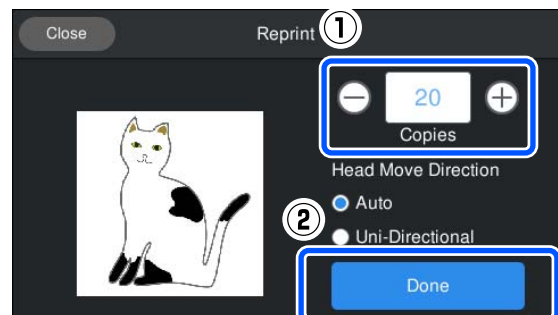 Close
Reprint
①
20
Copies
Head Move Direction
Auto
②
Uni-Directional
Done